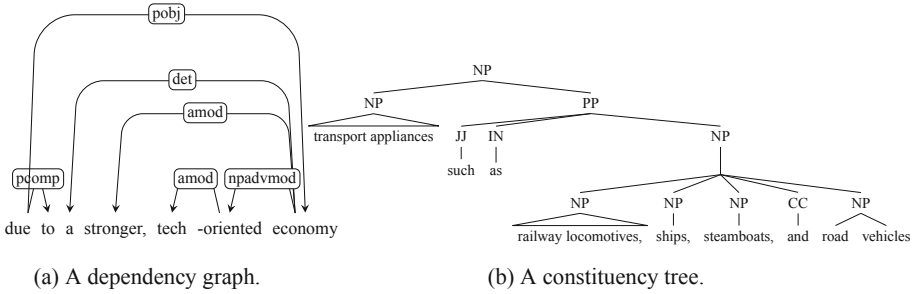 pobj
det
amod
pcomp amod npadvmod
due to a stronger, tech -oriented economy
(a) A dependency graph.
NP
NP PP
transport appliances JJ IN NP
such as
NP NP NP CC NP
railway locomotives, ships, steamboats, and road vehicles
(b) A constituency tree.